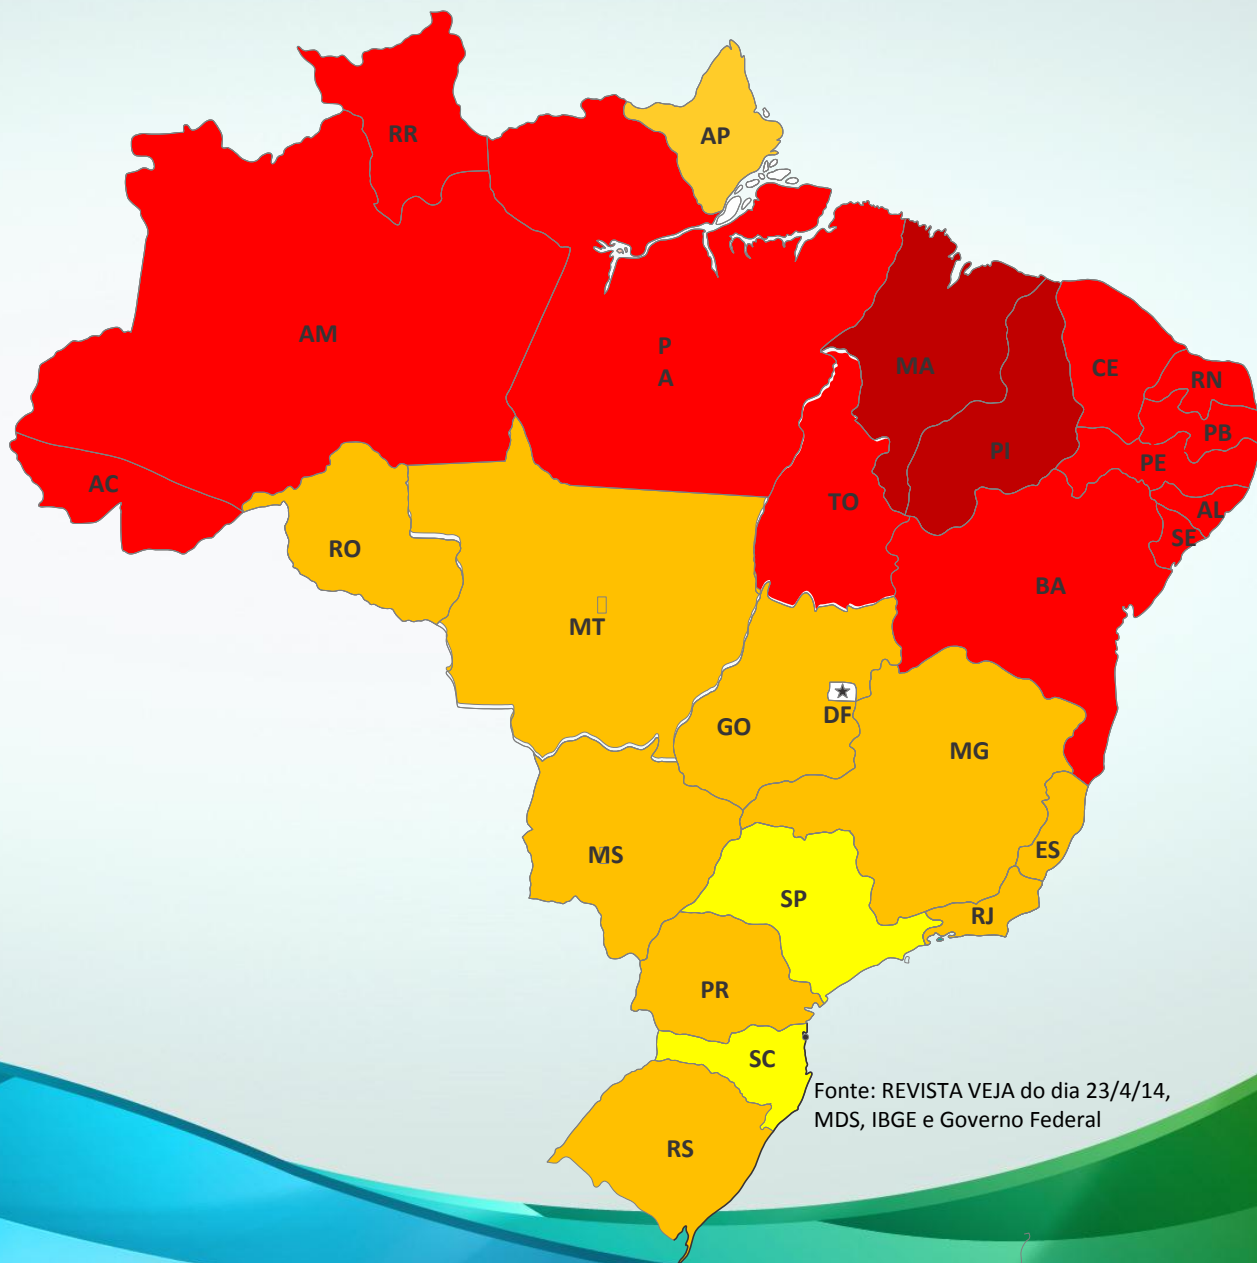 RR
AP
AM
P
A
MA
CE
RN
PB
PI
PE
AC
TO
AL
SE
RO
BA
MT
DF
GO
MG
MS
ES
SP
RJ
PR
SC
Fonte: REVISTA VEJA do dia 23/4/14,
MDS, IBGE e Governo Federal
RS